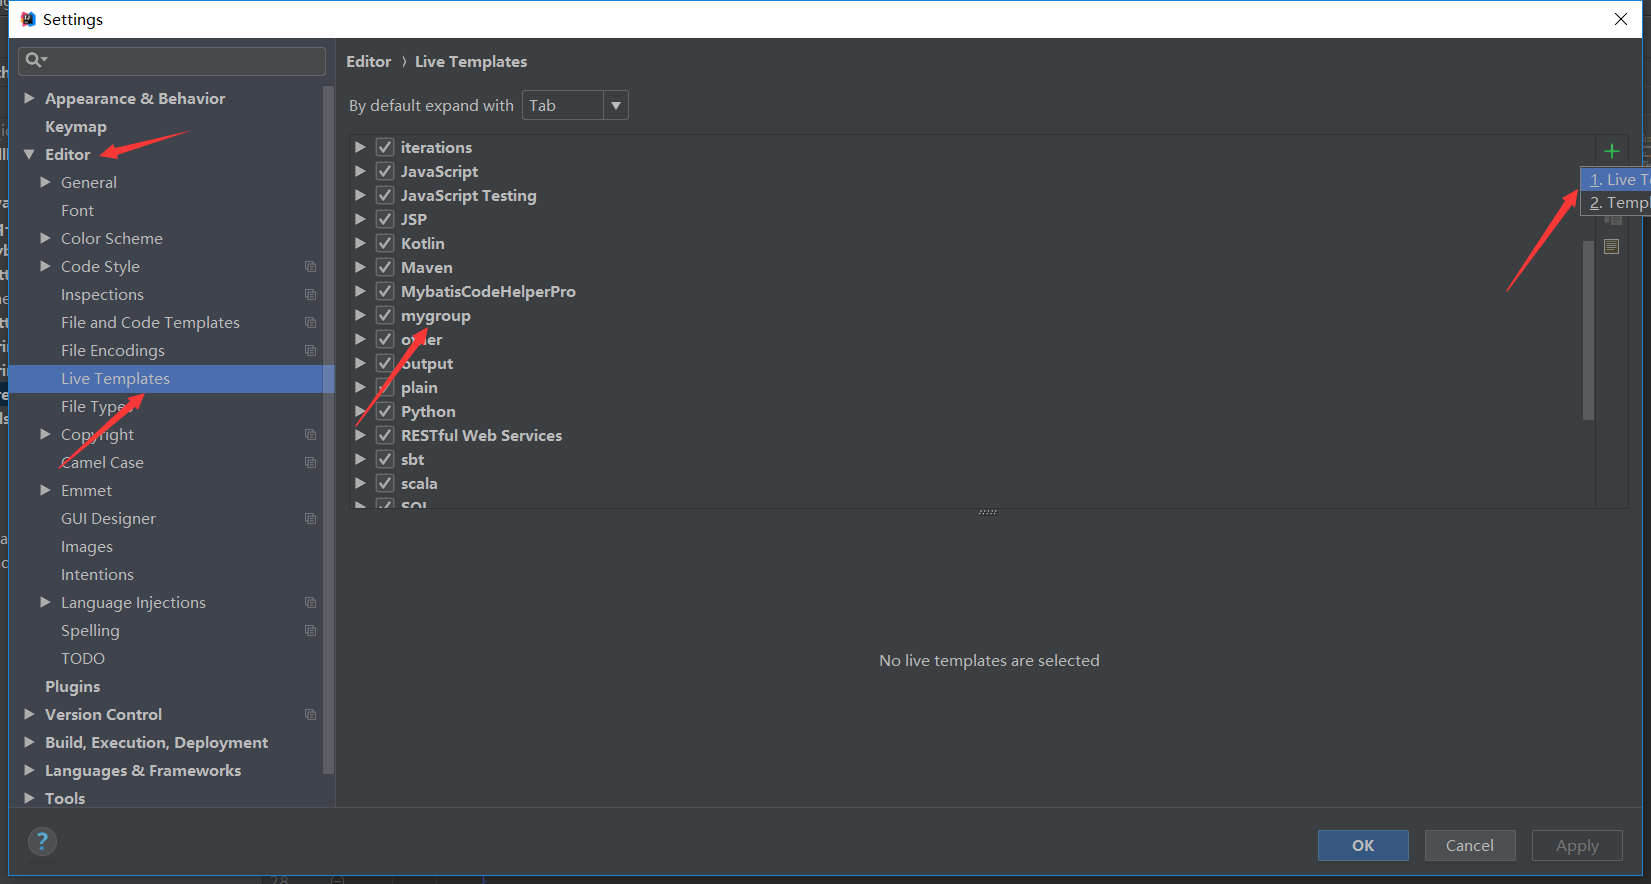 Settings
Editor › Live Templates
By default expand with Tab
Appearance & Behavior
Keymap
Editor
General
Font
Color Scheme
Code Style
Inspections
File and Code Templates
File Encodings
Live Templates
File Types
Copyright
Camel Case
Emmet
GUI Designer
Images
Intentions
Language Injections
Spelling
TODO
Plugins
Version Control
Build, Execution, Deployment
Languages & Frameworks
Tools
iterations
JavaScript
JavaScript Testing
JSP
Kotlin
Maven
MybatisCodeHelperPro
mygroup
other
output
plain
Python
RESTful Web Services
sbt
scala
SQL
1. Live T
2. Templ
No live templates are selected
?
OK
Cancel
Apply
28